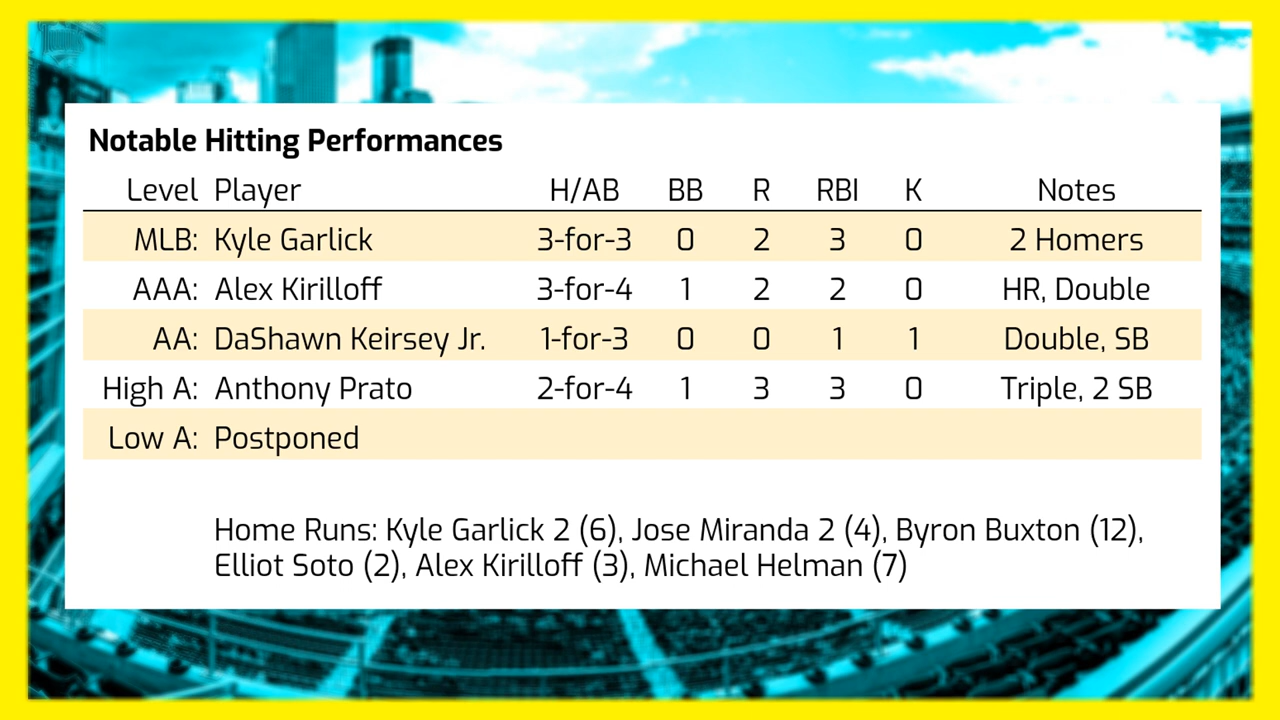 Notable Hitting Performances
Level Player H/AB BB R RBI K Notes
MLB: Kyle Garlick 3-for-3 0 2 3 0 2 Homers
AAA: Alex Kirilloff 3-for-4 1 2 2 0 HR, Double
AA: DaShawn Keirsey Jr. 1-for-3 0 0 1 1 Double, SB
High A: Anthony Prato 2-for-4 1 3 3 0 Triple, 2 SB
Low A: Postponed
Home Runs: Kyle Garlick 2 (6), Jose Miranda 2 (4), Byron Buxton (12),
Elliot Soto (2), Alex Kirilloff (3), Michael Helman (7)